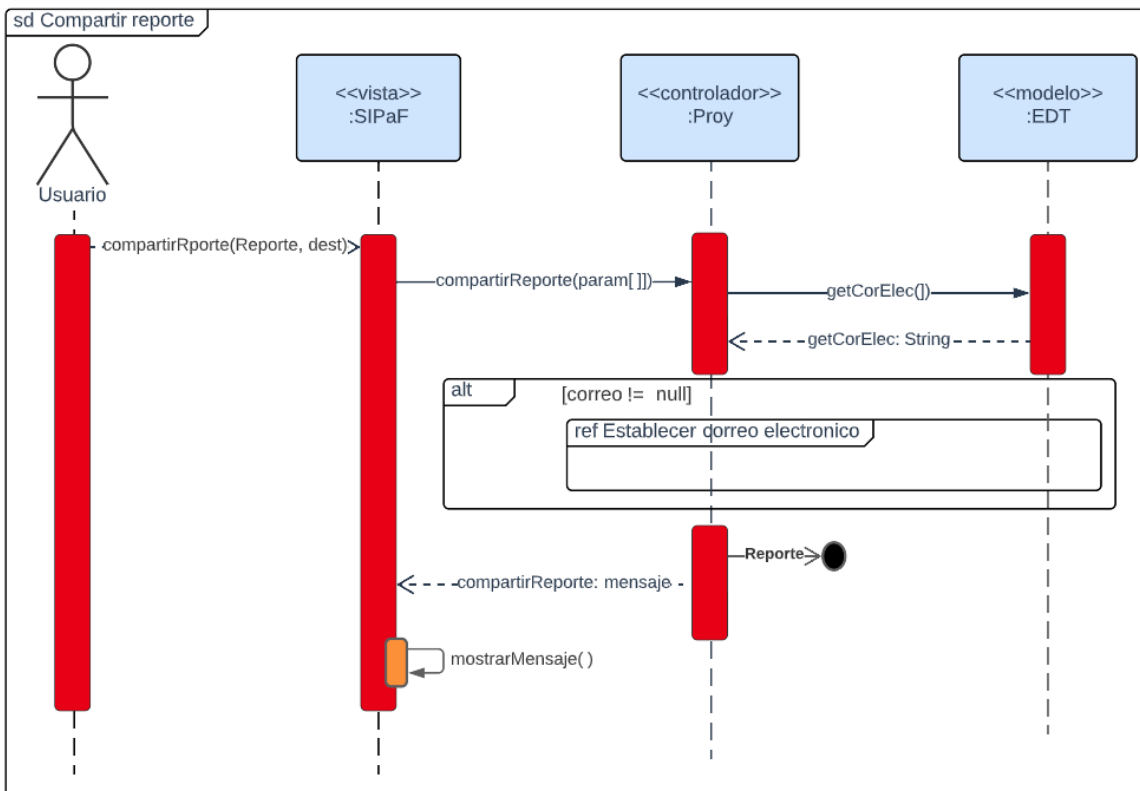 sd Compartir reporte
<<vista>>
:SIPaF
<<controlador>>
:Proy
<<modelo>>
:EDT
Usuario
compartirRporte(Reporte, dest)
compartirReporte(param[ ]])
getCorElec(])
getCorElec: String
alt
[correo != null]
ref Establecer correo electronico
Reporte
compartirReporte: mensaje
mostrarMensaje( )